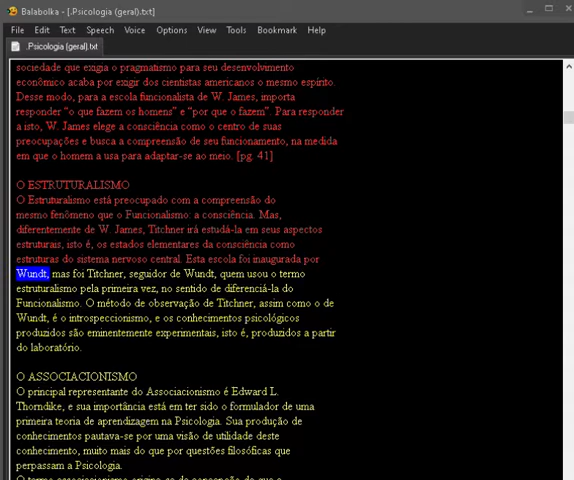 Balabolka - [.Psicologia (geral).txt]
File Edit Text Speech Voice Options View Tools Bookmark Help
.Psicologia (geral).txt
sociedade que exigia o pragmatismo para seu desenvolvimento
econômico acaba por exigir dos cientistas americanos o mesmo espírito.
Desse modo, para a escola funcionalista de W. James, importa
responder “o que fazem os homens” e “por que o fazem”. Para responder
a isto, W. James elege a consciência como o centro de suas
preocupações e busca a compreensão de seu funcionamento, na medida
em que o homem a usa para adaptar-se ao meio. [pg. 41]
O ESTRUTURALISMO
O Estruturalismo está preocupado com a compreensão do
mesmo fenômeno que o Funcionalismo: a consciência. Mas,
diferentemente de W. James, Titchner irá estudá-la em seus aspectos
estruturais, isto é, os estados elementares da consciência como
estruturas do sistema nervoso central. Esta escola foi inaugurada por
Wundt, mas foi Titchner, seguidor de Wundt, quem usou o termo
estruturalismo pela primeira vez, no sentido de diferenciá-la do
Funcionalismo. O método de observação de Titchner, assim como o de
Wundt, é o introspeccionismo, e os conhecimentos psicológicos
produzidos são eminentemente experimentais, isto é, produzidos a partir
do laboratório.
O ASSOCIACIONISMO
O principal representante do Associacionismo é Edward L.
Thorndike, e sua importância está em ter sido o formulador de uma
primeira teoria de aprendizagem na Psicologia. Sua produção de
conhecimentos pautava-se por uma visão de utilidade deste
conhecimento, muito mais do que por questões filosóficas que
perpassam a Psicologia.
O termo associacionismo origina-se da concepção de que a